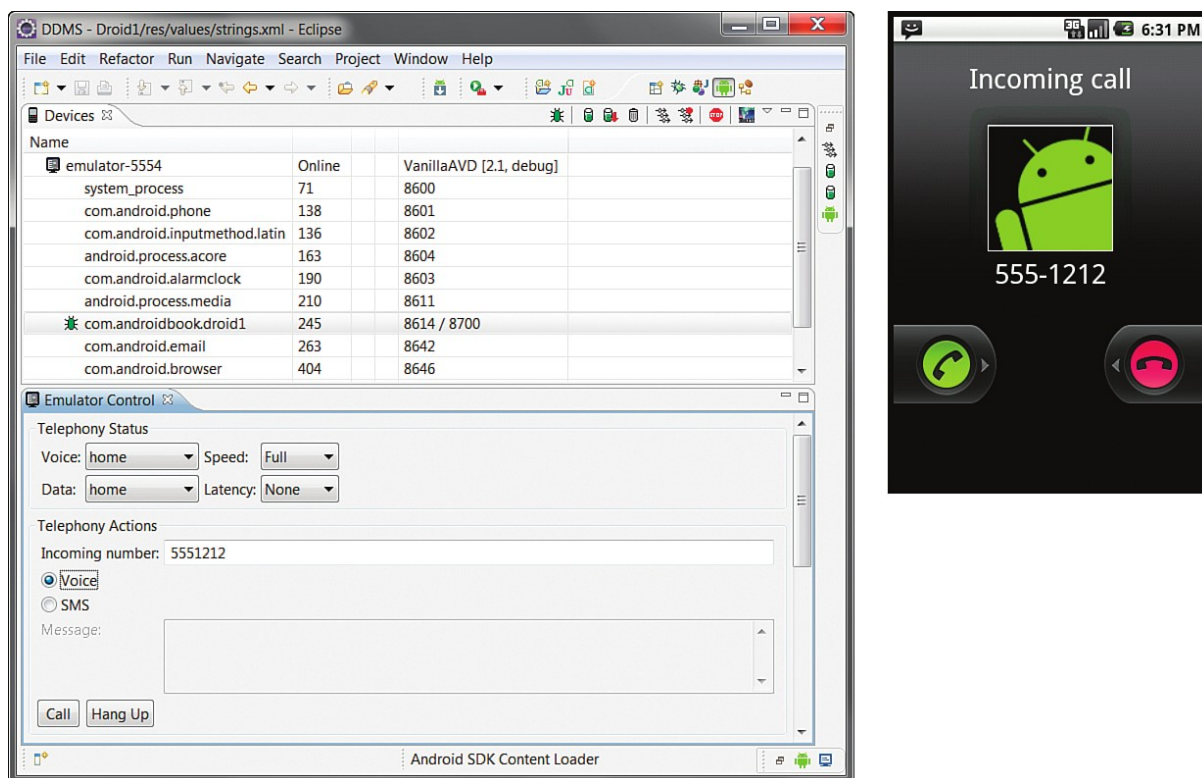 DDMS - Droid1/res/values/strings.xml - Eclipse
File Edit Refactor Run Navigate Search Project Window Help
Devices
Name
emulator-5554 Online VanillaAVD [2.1, debug]
system_process 71 8600
com.android.phone 138 8601
com.android.inputmethod.latin 136 8602
android.process.acore 163 8604
com.android.alarmclock 190 8603
android.process.media 210 8611
com.androidbook.droid1 245 8614 / 8700
com.android.email 263 8642
com.android.browser 404 8646
Emulator Control
Telephony Status
Voice: home Speed: Full
Data: home Latency: None
Telephony Actions
Incoming number: 5551212
Voice
SMS
Message:
Call Hang Up
Android SDK Content Loader
3G 6:31 PM
Incoming call
555-1212